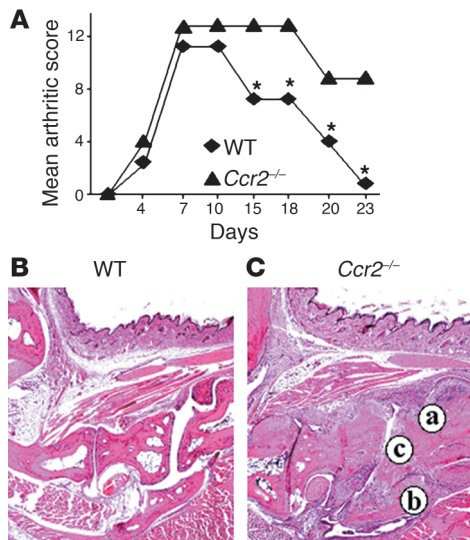 A
Mean arthritic score
12
8
4
0
* * * *
WT
Ccr2–/–
4 7 10 15 18 20 23
Days
B WT
C Ccr2–/–
a
c
b